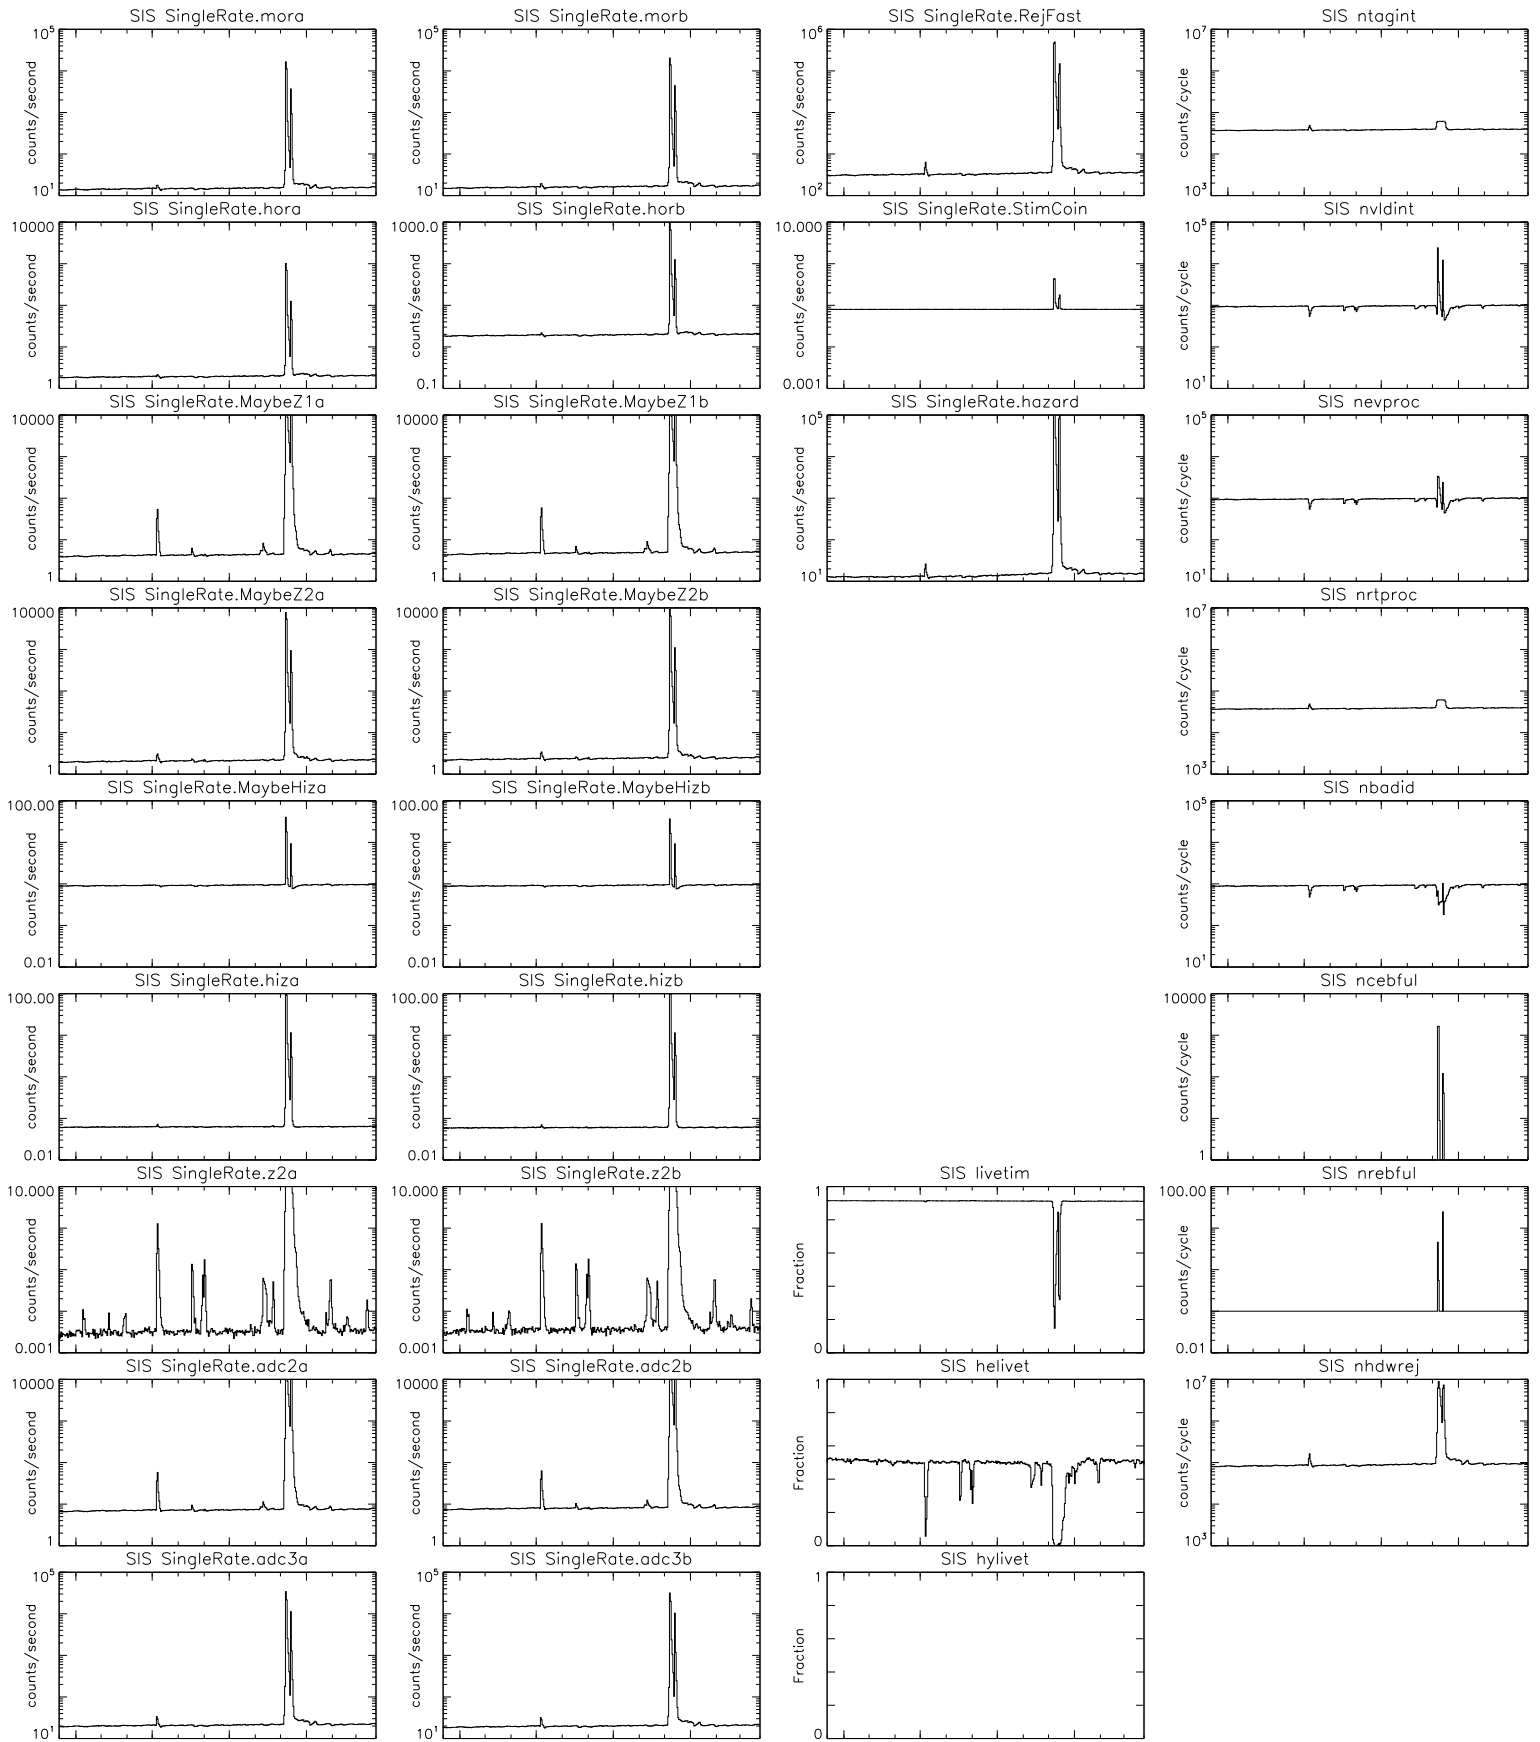 SIS SingleRate.mora SIS SingleRate.morb SIS SingleRate.RejFast SIS ntagint
10^5 10^5 10^6 10^7
counts/second counts/second counts/second counts/cycle
10^1 10^1 10^2 10^3
SIS SingleRate.hora SIS SingleRate.horb SIS SingleRate.StimCoin SIS nvldint
10000 1000.0 10.000 10^5
counts/second counts/second counts/second counts/cycle
1 0.1 0.001 10^1
SIS SingleRate.MaybeZ1a SIS SingleRate.MaybeZ1b SIS SingleRate.hazard SIS nevproc
10000 10000 10^5 10^5
counts/second counts/second counts/second counts/cycle
1 1 10^1 10^1
SIS SingleRate.MaybeZ2a SIS SingleRate.MaybeZ2b SIS nrtproc
10000 10000 10^7
counts/second counts/second counts/cycle
1 1 10^3
SIS SingleRate.MaybeHiza SIS SingleRate.MaybeHizb SIS nbadid
100.00 100.00 10^5
counts/second counts/second counts/cycle
0.01 0.01 10^1
SIS SingleRate.hiza SIS SingleRate.hizb SIS ncebful
100.00 100.00 10000
counts/second counts/second counts/cycle
0.01 0.01 1
SIS SingleRate.z2a SIS SingleRate.z2b SIS livetim SIS nrebful
10.000 10.000 1 100.00
counts/second counts/second Fraction counts/cycle
0.001 0.001 0 0.01
SIS SingleRate.adc2a SIS SingleRate.adc2b SIS helivet SIS nhdwrej
10000 10000 1 10^7
counts/second counts/second Fraction counts/cycle
1 1 0 10^3
SIS SingleRate.adc3a SIS SingleRate.adc3b SIS hylivet
10^5 10^5 1
counts/second counts/second Fraction
10^1 10^1 0